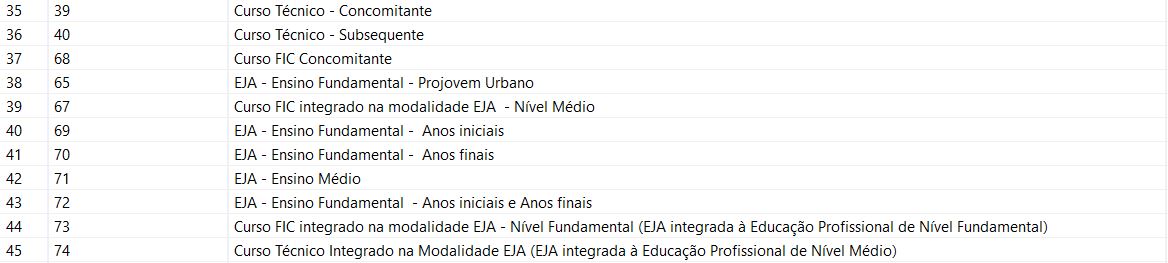 35 39 Curso Técnico - Concomitante
36 40 Curso Técnico - Subsequente
37 68 Curso FIC Concomitante
38 65 EJA - Ensino Fundamental - Projovem Urbano
39 67 Curso FIC integrado na modalidade EJA  - Nível Médio
40 69 EJA - Ensino Fundamental -  Anos iniciais
41 70 EJA - Ensino Fundamental -  Anos finais
42 71 EJA - Ensino Médio
43 72 EJA - Ensino Fundamental  - Anos iniciais e Anos finais
44 73 Curso FIC integrado na modalidade EJA - Nível Fundamental (EJA integrada à Educação Profissional de Nível Fundamental)
45 74 Curso Técnico Integrado na Modalidade EJA (EJA integrada à Educação Profissional de Nível Médio)